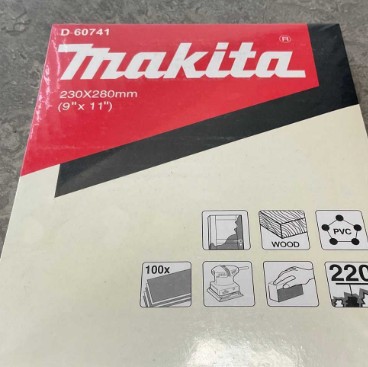 D-60741
makita
230X280mm
(9"x 11")
WOOD
PVC
100x
220